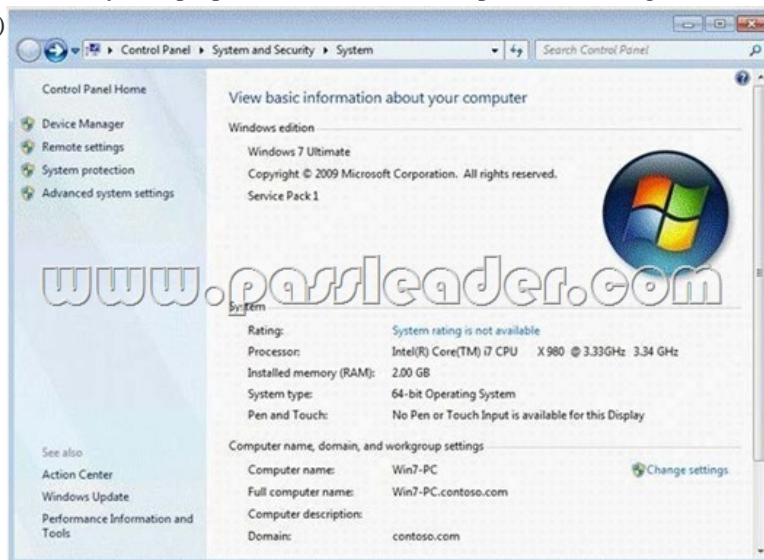 )
Control Panel ▸ System and Security ▸ System
Search Control Panel
Control Panel Home
Device Manager
Remote settings
System protection
Advanced system settings
View basic information about your computer
Windows edition
Windows 7 Ultimate
Copyright © 2009 Microsoft Corporation. All rights reserved.
Service Pack 1
www.passleader.com
System
Rating: System rating is not available
Processor: Intel(R) Core(TM) i7 CPU X 980 @ 3.33GHz 3.34 GHz
Installed memory (RAM): 2.00 GB
System type: 64-bit Operating System
Pen and Touch: No Pen or Touch Input is available for this Display
Computer name, domain, and workgroup settings
Computer name: Win7-PC
Change settings
Full computer name: Win7-PC.contoso.com
Computer description:
Domain: contoso.com
See also
Action Center
Windows Update
Performance Information and
Tools